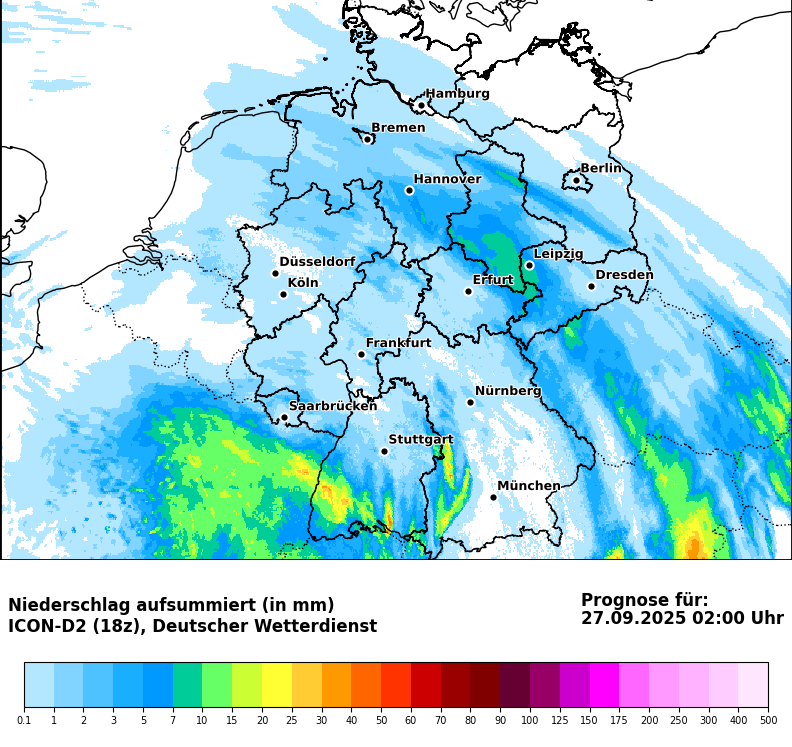 Hamburg
Bremen
Berlin
Hannover
Leipzig
Düsseldorf
Dresden
Erfurt
Köln
Frankfurt
Nürnberg
Saarbrücken
Stuttgart
München
Niederschlag aufsummiert (in mm)
ICON-D2 (18z), Deutscher Wetterdienst
Prognose für:
27.09.2025 02:00 Uhr
0.1 1 2 3 5 7 10 15 20 25 30 40 50 60 70 80 90 100 125 150 175 200 250 300 400 500